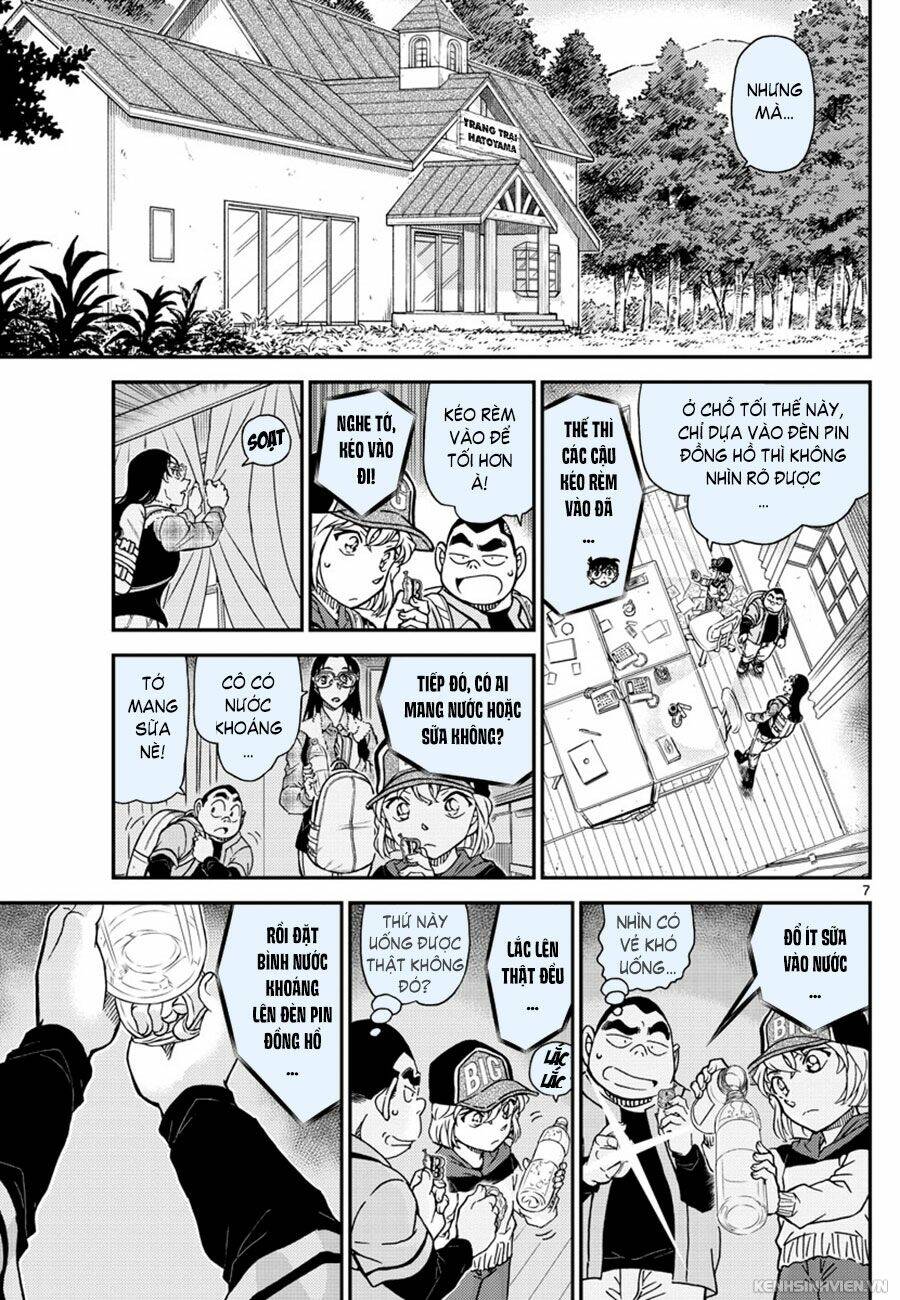 NHƯNG
MÀ...
TRANG TRẠI
HATOYAMA
Ở CHỖ TỐI THẾ NÀY,
CHỈ DỰA VÀO ĐÈN PIN
ĐỒNG HỒ THÌ KHÔNG
NHÌN RÕ ĐƯỢC
...
THẾ THÌ
CÁC CẬU
KÉO RÈM
VÀO ĐÃ
...
KÉO RÈM
VÀO ĐỂ
TỐI HƠN
À!
NGHE TỚ,
KÉO VÀO
ĐI!
SOẠT
TIẾP ĐÓ, CÓ AI
MANG NƯỚC HOẶC
SỮA KHÔNG?
CÔ CÓ
NƯỚC
KHOÁNG
...
TỚ
MANG
SỮA
NÈ!
7
ĐỔ ÍT SỮA
VÀO NƯỚC
...
NHÌN CÓ
VẺ KHÓ
UỐNG...
BIG
LẮC LÊN
THẬT ĐỀU
...
THỨ NÀY
UỐNG ĐƯỢC
THẬT KHÔNG
ĐÓ?
LẮC
LẮC
BIG
RỒI ĐẶT
BÌNH NƯỚC
KHOÁNG
LÊN ĐÈN PIN
ĐỒNG HỒ
...
KENHSINHVIEN.VN